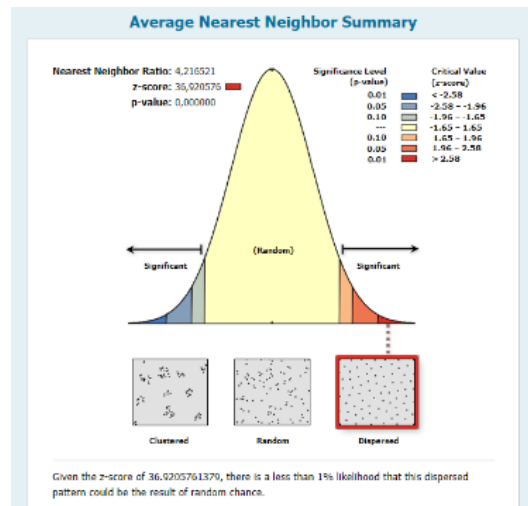 Average Nearest Neighbor Summary
Nearest Neighbor Ratio: 4,216521
z-score: 36,920576
p-value: 0,000000
Significance Level (p-value)
Critical Value (z-score)
0.01 < -2.58
0.05 -2.58 – -1.96
0.10 -1.96 – -1.65
--- -1.65 – 1.65
0.10 1.65 – 1.96
0.05 1.96 – 2.58
0.01 > 2.58
(Random)
Significant
Significant
Clustered
Random
Dispersed
Given the z-score of 36.9205761379, there is a less than 1% likelihood that this dispersed
pattern could be the result of random chance.